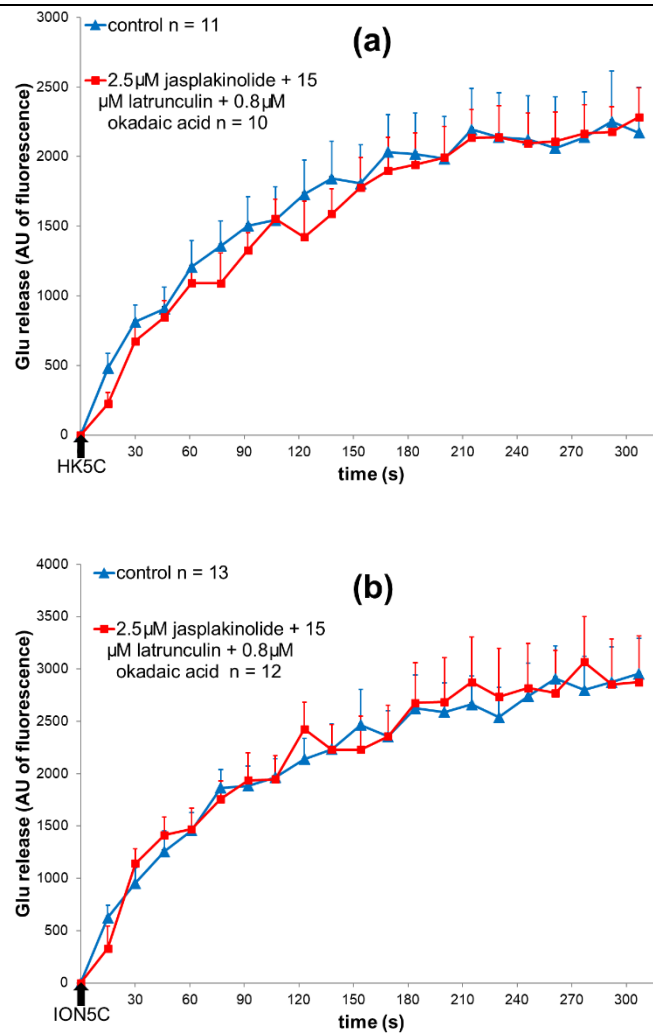 (a)
control n = 11
2.5µM jasplakinolide + 15
µM latrunculin + 0.8µM
okadaic acid n = 10
Glu release (AU of fluorescence)
3000
2500
2000
1500
1000
500
0
30 60 90 120 150 180 210 240 270 300
HK5C
time (s)
(b)
control n = 13
2.5µM jasplakinolide + 15
µM latrunculin + 0.8µM
okadaic acid n = 12
Glu release (AU of fluorescence)
4000
3500
3000
2500
2000
1500
1000
500
0
30 60 90 120 150 180 210 240 270 300
ION5C
time (s)